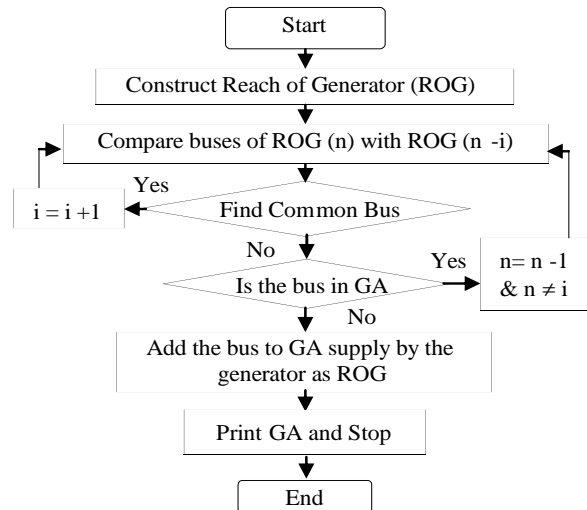 Start
Construct Reach of Generator (ROG)
Compare buses of ROG (n) with ROG (n -i)
Yes
i = i +1
Find Common Bus
No
Yes
n= n -1
& n ≠ i
Is the bus in GA
No
Add the bus to GA supply by the
generator as ROG
Print GA and Stop
End